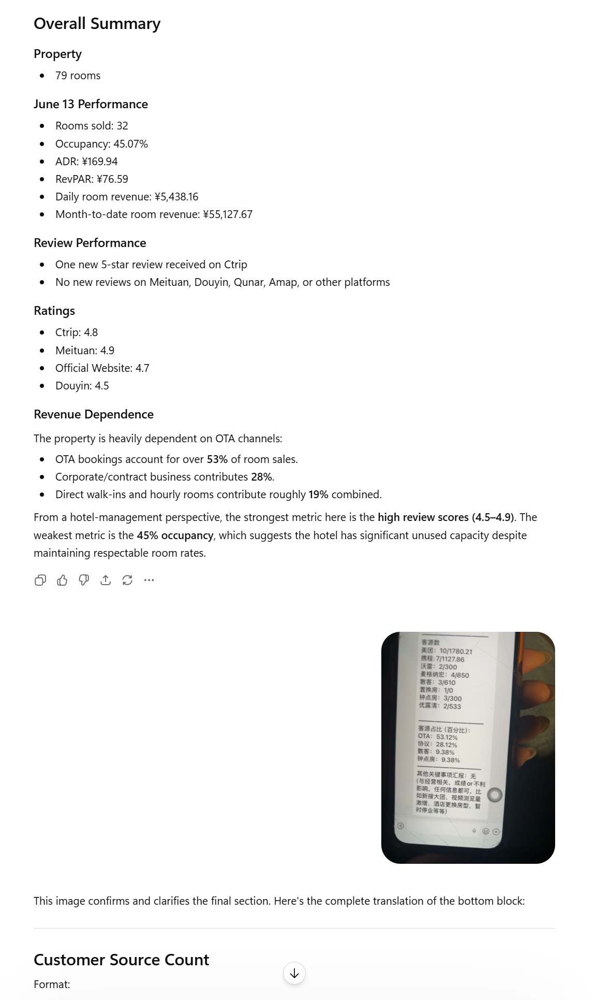 Overall Summary
Property
79 rooms
June 13 Performance
Rooms sold: 32
Occupancy: 45.07%
ADR: ¥169.94
RevPAR: ¥76.59
Daily room revenue: ¥5,438.16
Month-to-date room revenue: ¥55,127.67
Review Performance
One new 5-star review received on Ctrip
No new reviews on Meituan, Douyin, Qunar, Amap, or other platforms
Ratings
Ctrip: 4.8
Meituan: 4.9
Official Website: 4.7
Douyin: 4.5
Revenue Dependence
The property is heavily dependent on OTA channels:
OTA bookings account for over 53% of room sales.
Corporate/contract business contributes 28%.
Direct walk-ins and hourly rooms contribute roughly 19% combined.
From a hotel-management perspective, the strongest metric here is the high review scores (4.5–4.9). The
weakest metric is the 45% occupancy, which suggests the hotel has significant unused capacity despite
maintaining respectable room rates.
客源数
美团：10/1780.21
携程: 7/1127.86
沃雷：2/300
麦格纳宏：4/850
散客：3/610
置换房：1/0
钟点房：3/300
优露清：2/533
客源占比（百分比）：
OTA：53.12%
协议：28.12%
散客：9.38%
钟点房：9.38%
其他关键事项汇报：无
（与经营相关，成绩or不利
影响，任何信息都可，比
如新接大团、视频浏览量
激增、酒店更换房型、暂
时停业等等）
This image confirms and clarifies the final section. Here's the complete translation of the bottom block:
Customer Source Count
Format: